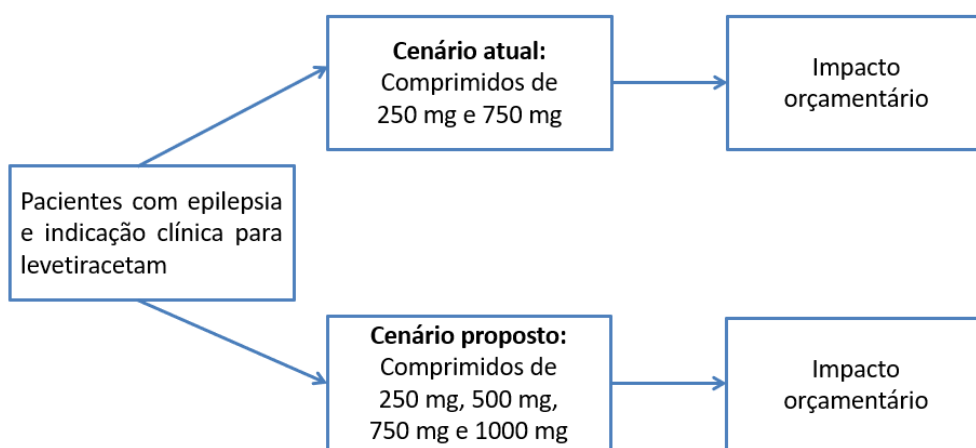 Cenário atual:
Comprimidos de
250 mg e 750 mg
Impacto
orçamentário
Pacientes com epilepsia
e indicação clínica para
levetiracetam
Cenário proposto:
Comprimidos de
250 mg, 500 mg,
750 mg e 1000 mg
Impacto
orçamentário